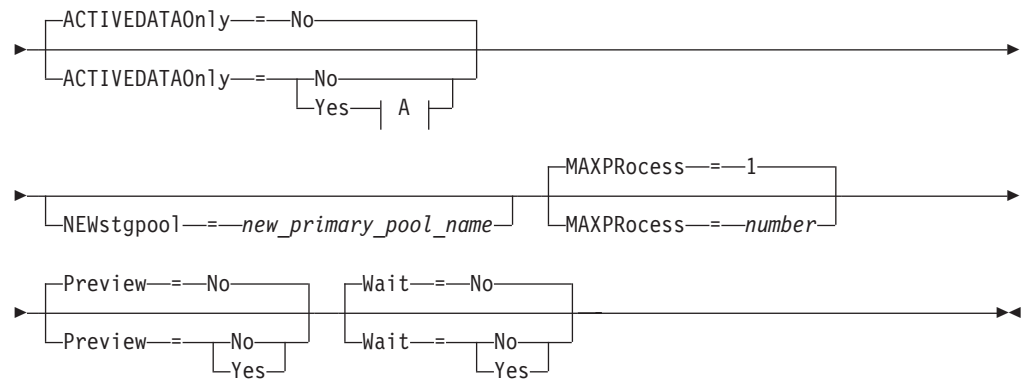 ACTIVEDATAOnly = No
ACTIVEDATAOnly = No
Yes A
NEWstgpool = new_primary_pool_name
MAXPRocess = 1
MAXPRocess = number
Preview = No
Preview = No
Yes
Wait = No
Wait = No
Yes